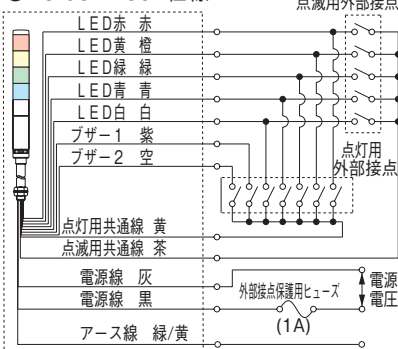 点滅用外部接点
LED赤 赤
LED黄 橙
LED緑 緑
LED青 青
LED白 白
ブザー1 紫
ブザー2 空
点灯用
外部接点
点灯用共通線 黄
点滅用共通線 茶
電源線 灰
電源線 黒
外部接点保護用ヒューズ
(1A)
電源
電圧
アース線 緑/黄